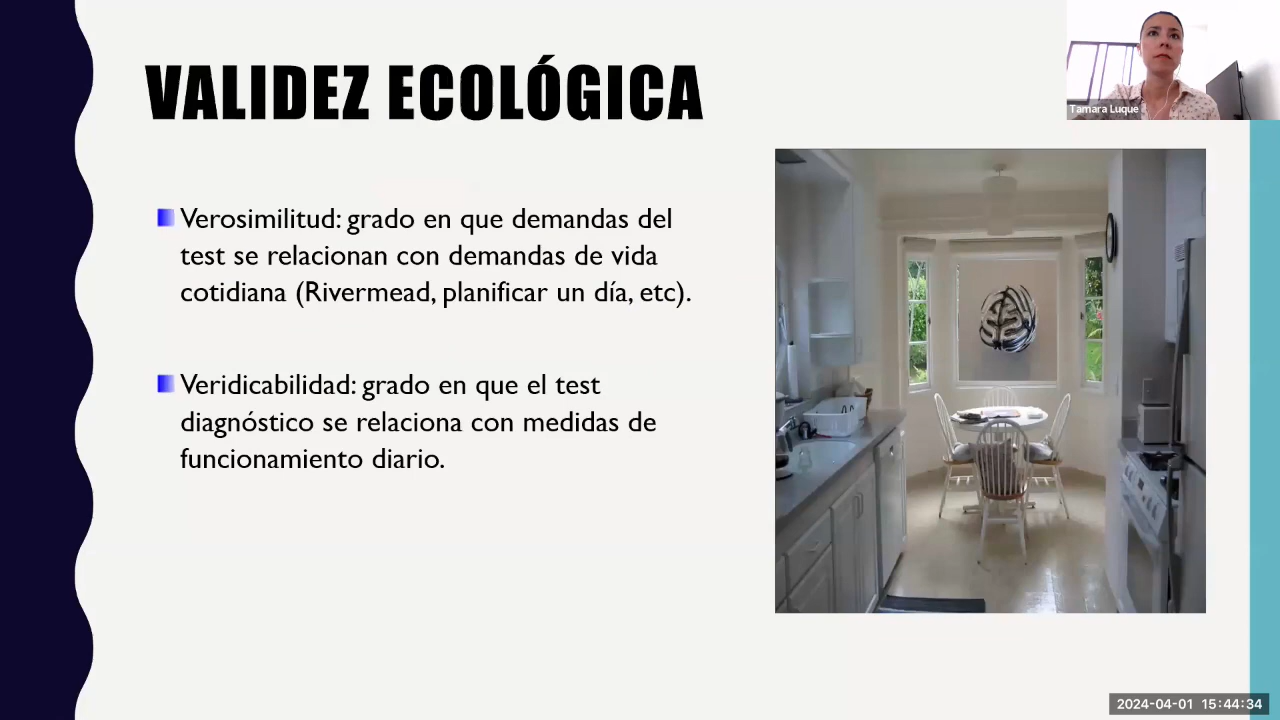 VALIDEZ ECOLÓGICA
Tamara Luque
Verosimilitud: grado en que demandas del
test se relacionan con demandas de vida
cotidiana (Rivermead, planificar un día, etc).
Veridicabilidad: grado en que el test
diagnóstico se relaciona con medidas de
funcionamiento diario.
2024-04-01 15:44:34